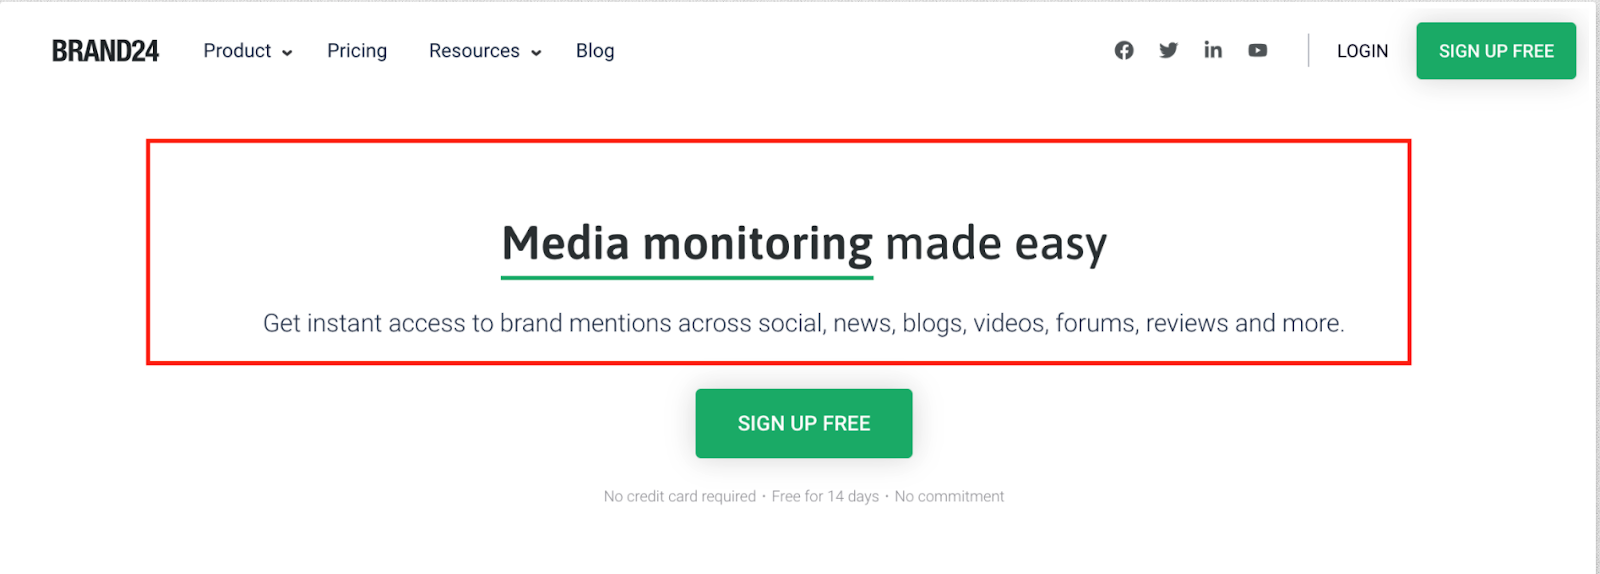 BRAND24 Product Pricing Resources Blog LOGIN SIGN UP FREE
Media monitoring made easy
Get instant access to brand mentions across social, news, blogs, videos, forums, reviews and more.
SIGN UP FREE
No credit card required · Free for 14 days · No commitment